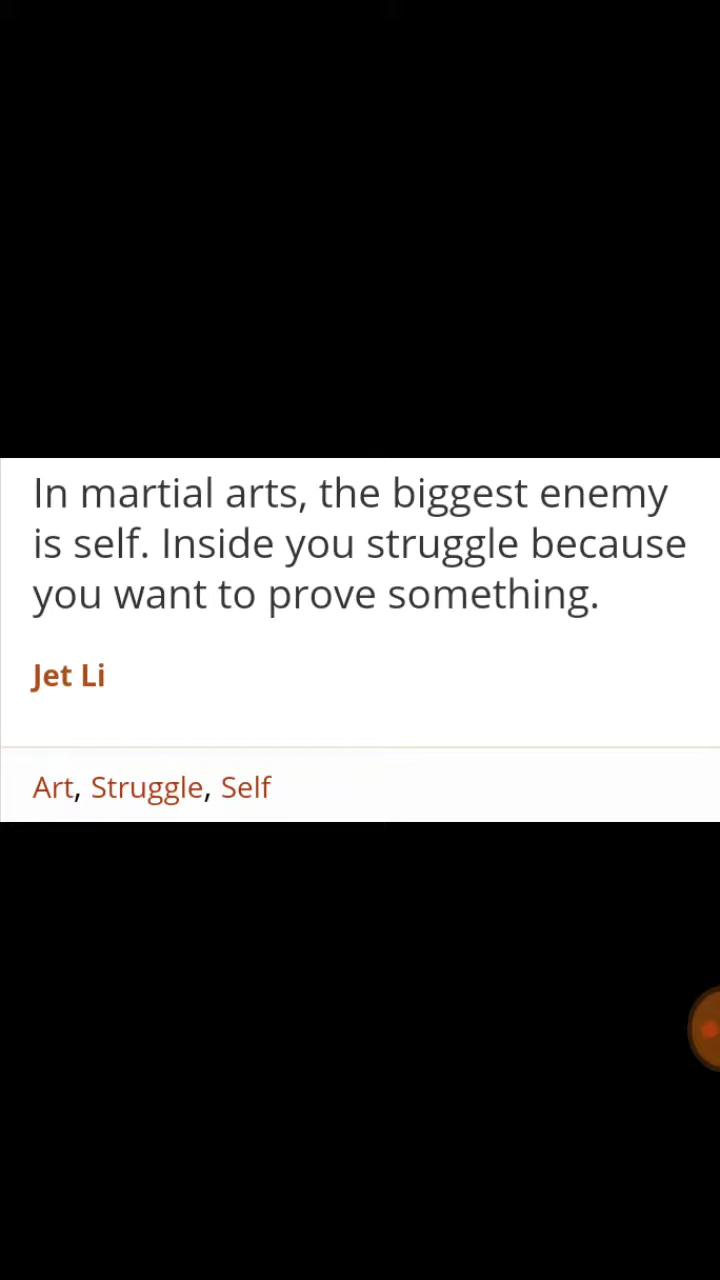 In martial arts, the biggest enemy
is self. Inside you struggle because
you want to prove something.
Jet Li
Art, Struggle, Self